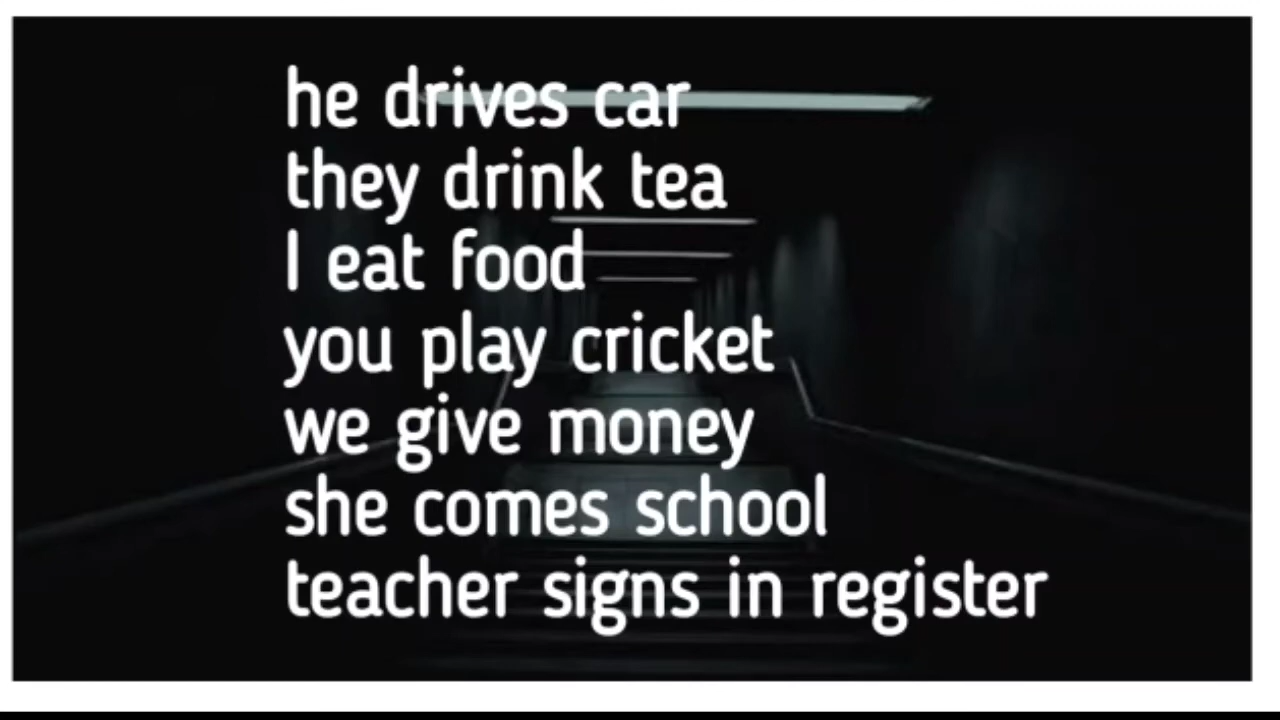 he drives car
they drink tea
I eat food
you play cricket
we give money
she comes school
teacher signs in register